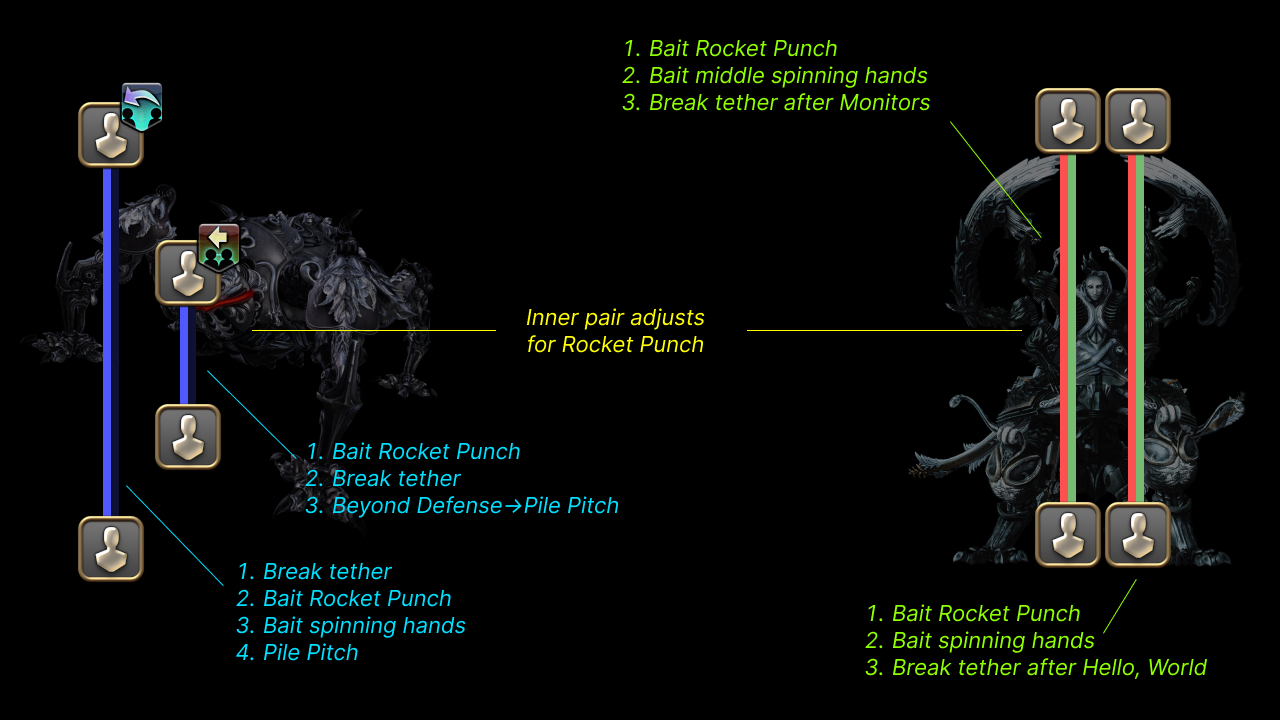 1. Bait Rocket Punch
2. Bait middle spinning hands
3. Break tether after Monitors
Inner pair adjusts
for Rocket Punch
1. Bait Rocket Punch
2. Break tether
3. Beyond Defense→Pile Pitch
1. Break tether
2. Bait Rocket Punch
3. Bait spinning hands
4. Pile Pitch
1. Bait Rocket Punch
2. Bait spinning hands
3. Break tether after Hello, World